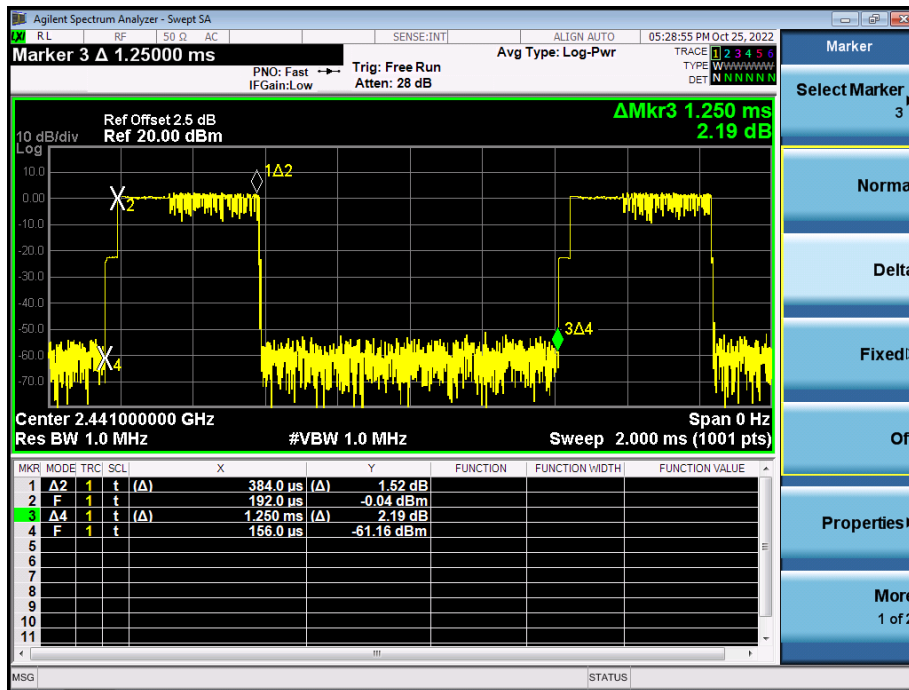 Agilent Spectrum Analyzer - Swept SA
LXI RL RF 50 Ω AC SENSE:INT ALIGN AUTO 05:28:55 PM Oct 25, 2022
Marker 3 Δ 1.25000 ms
PNO: Fast
IFGain:Low
Trig: Free Run
Atten: 28 dB
Avg Type: Log-Pwr
TRACE 1 2 3 4 5 6
TYPE W W W W W W
DET N N N N N N
Ref Offset 2.5 dB
Ref 20.00 dBm
10 dB/div
Log
ΔMkr3 1.250 ms
2.19 dB
10.0
0.00
-10.0
-20.0
-30.0
-40.0
-50.0
-60.0
-70.0
1Δ2
2
3Δ4
4
Center 2.441000000 GHz Span 0 Hz
Res BW 1.0 MHz #VBW 1.0 MHz Sweep 2.000 ms (1001 pts)
MKR MODE TRC SCL X Y FUNCTION FUNCTION WIDTH FUNCTION VALUE
1 Δ2 1 t (Δ) 384.0 µs (Δ) 1.52 dB
2 F 1 t 192.0 µs -0.04 dBm
3 Δ4 1 t (Δ) 1.250 ms (Δ) 2.19 dB
4 F 1 t 156.0 µs -61.16 dBm
5
6
7
8
9
10
11
MSG STATUS
Marker
Select Marker
3
Norma
Delta
Fixed
Of
Properties
More
1 of 2